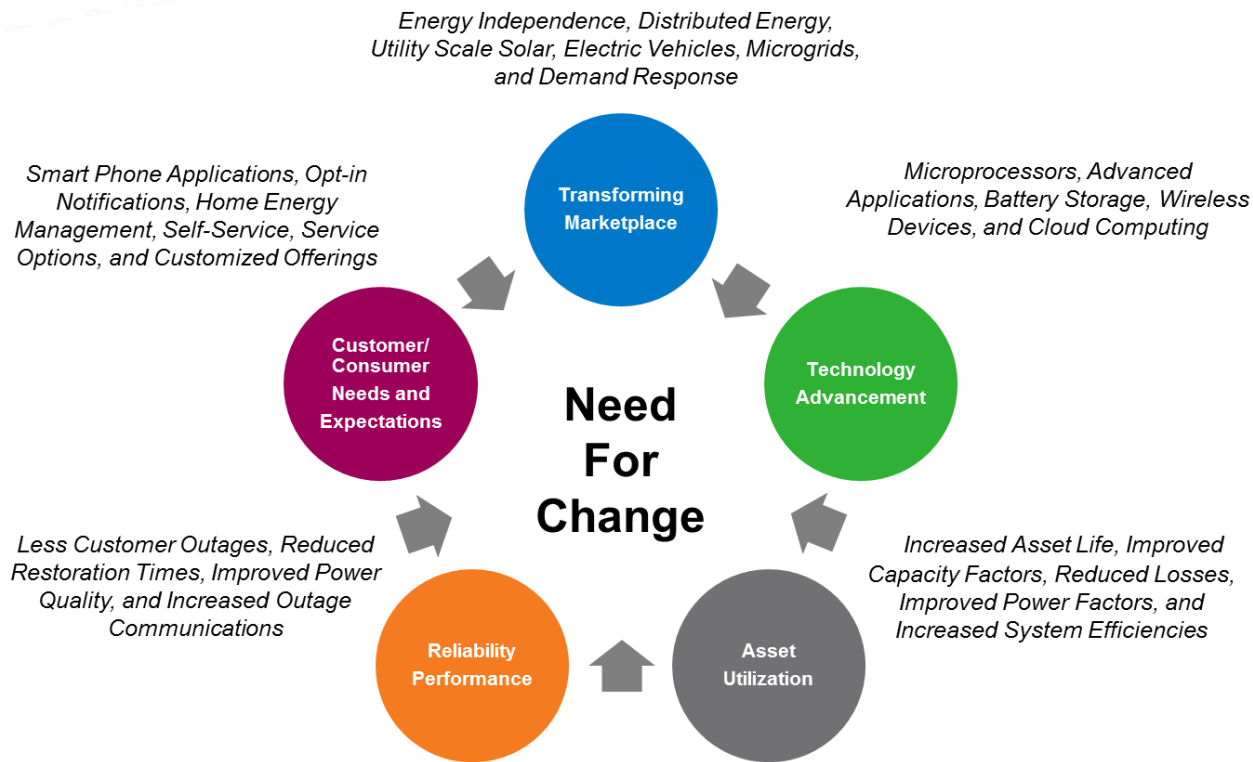 Energy Independence, Distributed Energy,
Utility Scale Solar, Electric Vehicles, Microgrids,
and Demand Response
Smart Phone Applications, Opt-in
Notifications, Home Energy
Management, Self-Service, Service
Options, and Customized Offerings
Transforming
Marketplace
Microprocessors, Advanced
Applications, Battery Storage, Wireless
Devices, and Cloud Computing
Customer/
Consumer
Needs and
Expectations
Technology
Advancement
Need
For
Change
Less Customer Outages, Reduced
Restoration Times, Improved Power
Quality, and Increased Outage
Communications
Increased Asset Life, Improved
Capacity Factors, Reduced Losses,
Improved Power Factors, and
Increased System Efficiencies
Reliability
Performance
Asset
Utilization